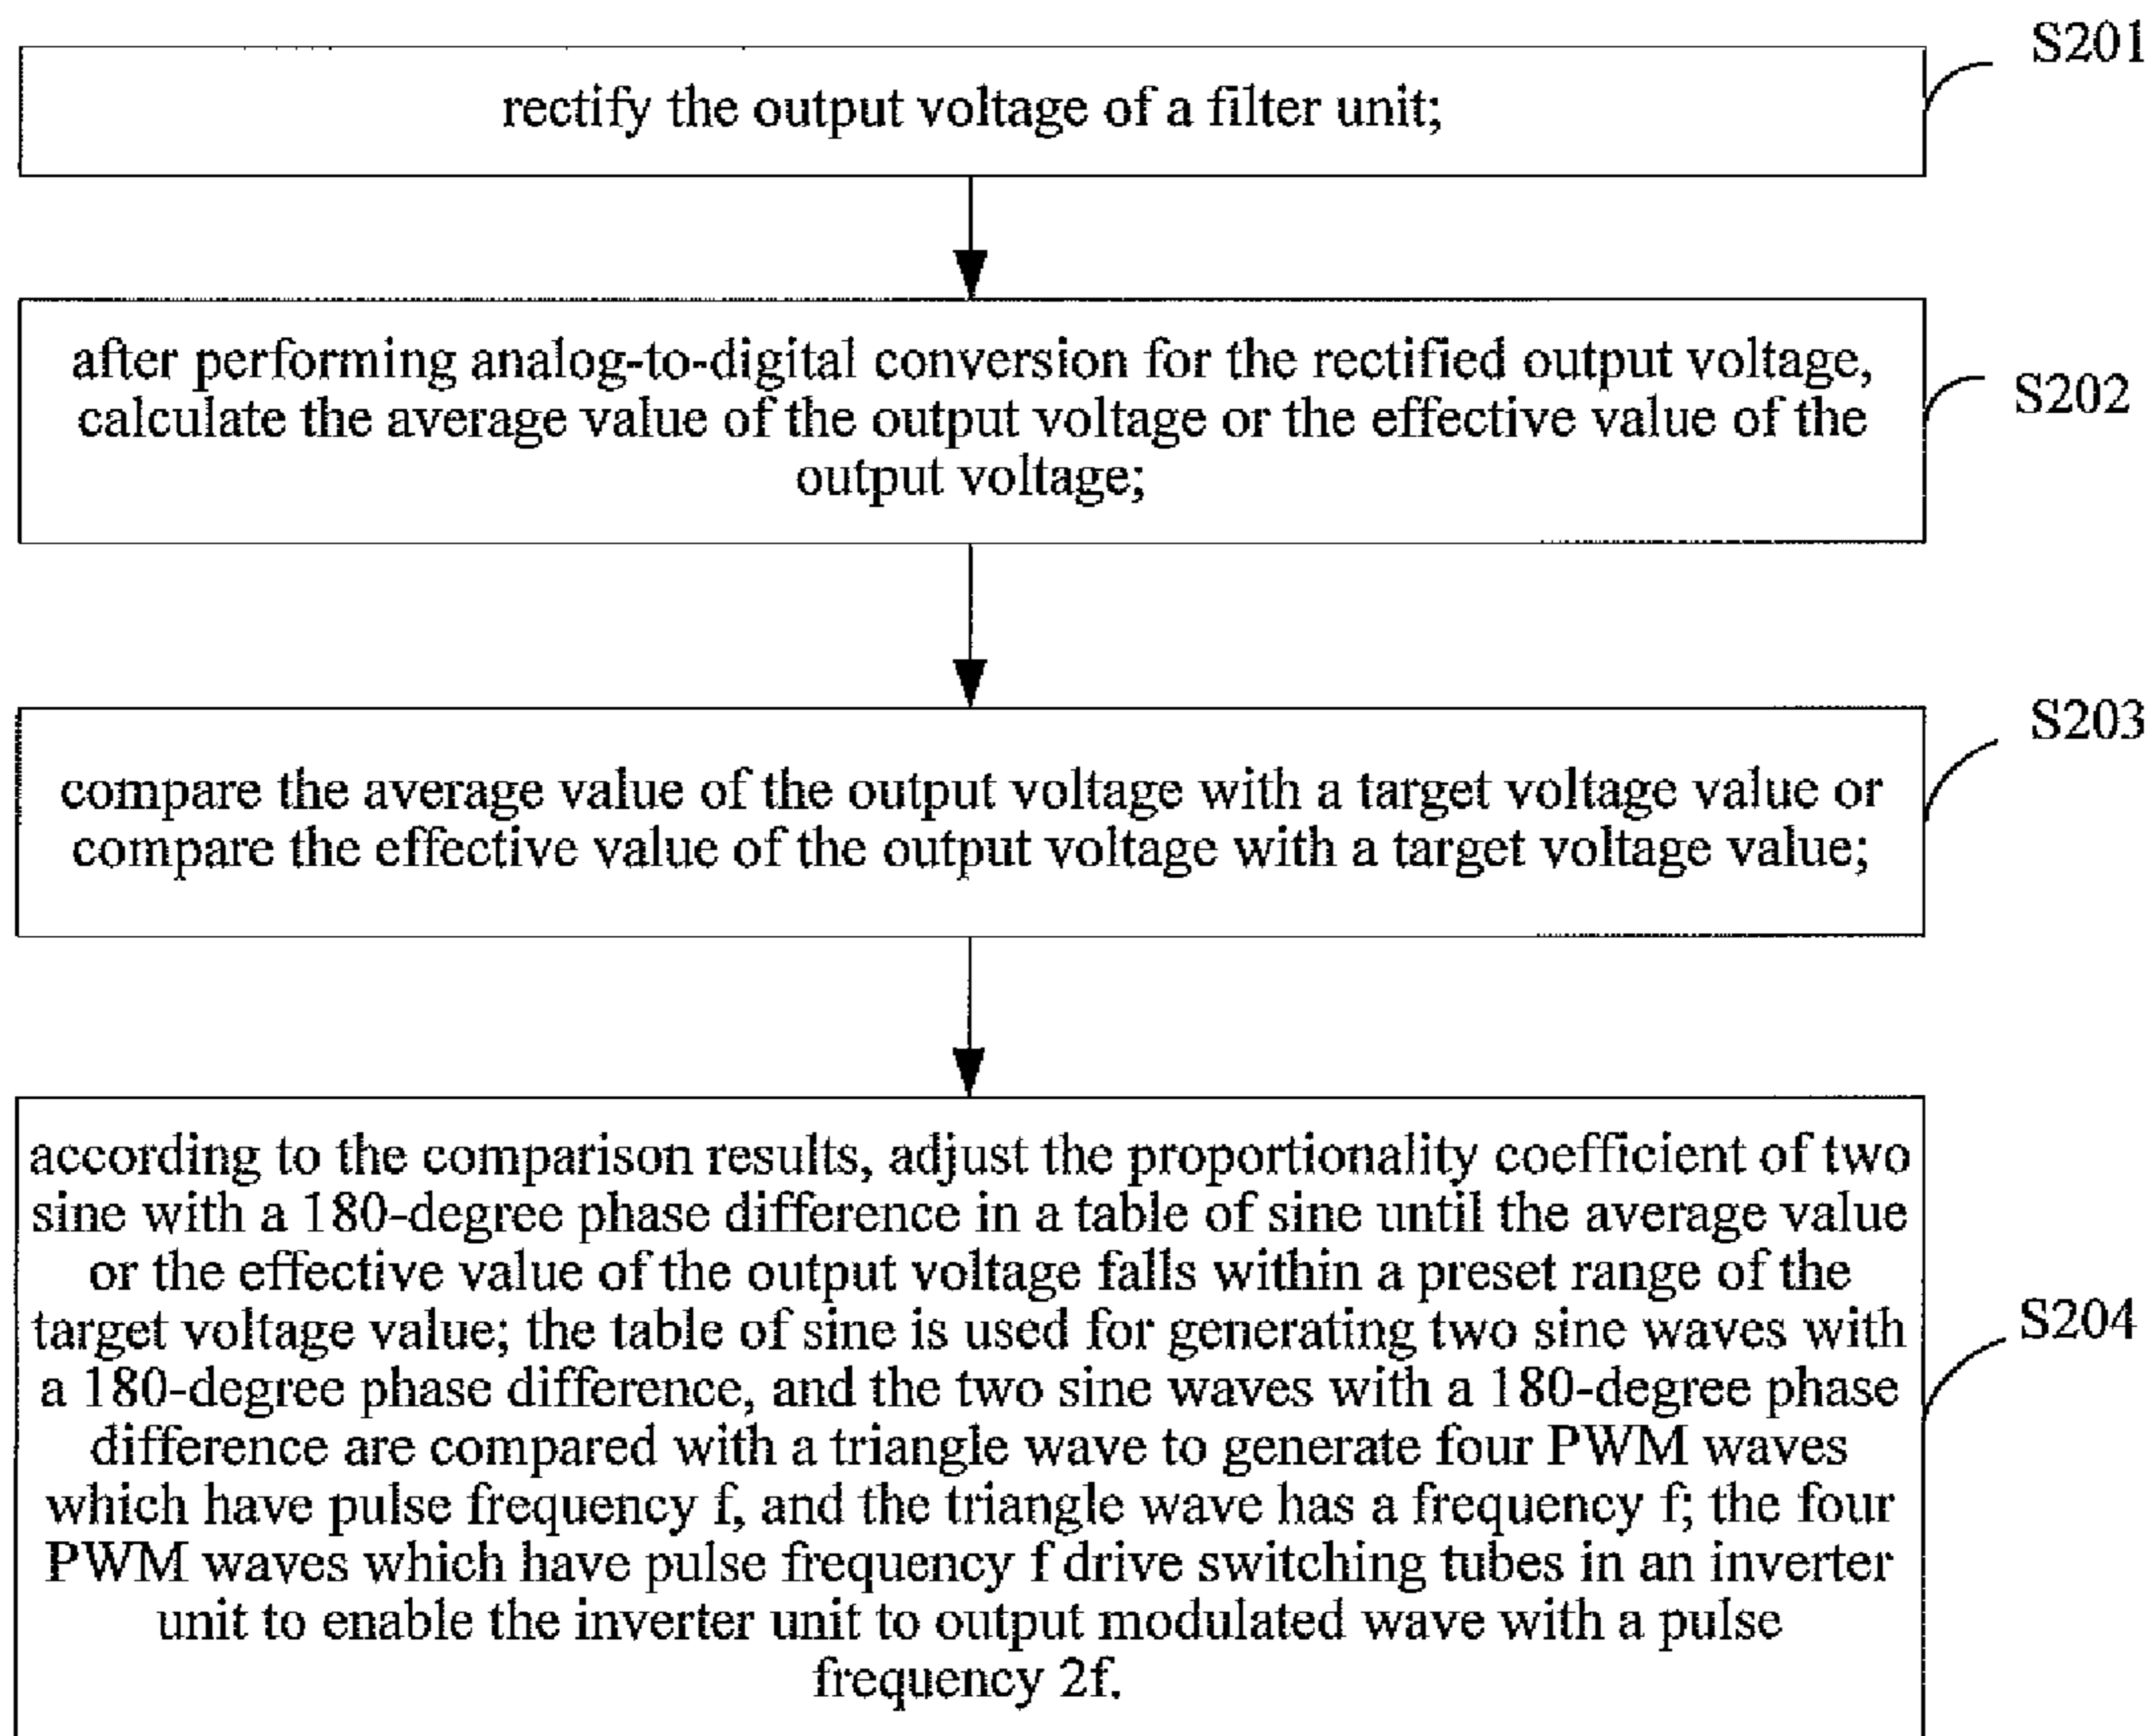 S201
rectify the output voltage of a filter unit;
after performing analog-to-digital conversion for the rectified output voltage,
calculate the average value of the output voltage or the effective value of the
output voltage;
S202
S203
compare the average value of the output voltage with a target voltage value or
compare the effective value of the output voltage with a target voltage value;
according to the comparison results, adjust the proportionality coefficient of two
sine with a 180-degree phase difference in a table of sine until the average value
or the effective value of the output voltage falls within a preset range of the
target voltage value; the table of sine is used for generating two sine waves with
a 180-degree phase difference, and the two sine waves with a 180-degree phase
difference are compared with a triangle wave to generate four PWM waves
which have pulse frequency f, and the triangle wave has a frequency f; the four
PWM waves which have pulse frequency f drive switching tubes in an inverter
unit to enable the inverter unit to output modulated wave with a pulse
frequency 2f.
S204